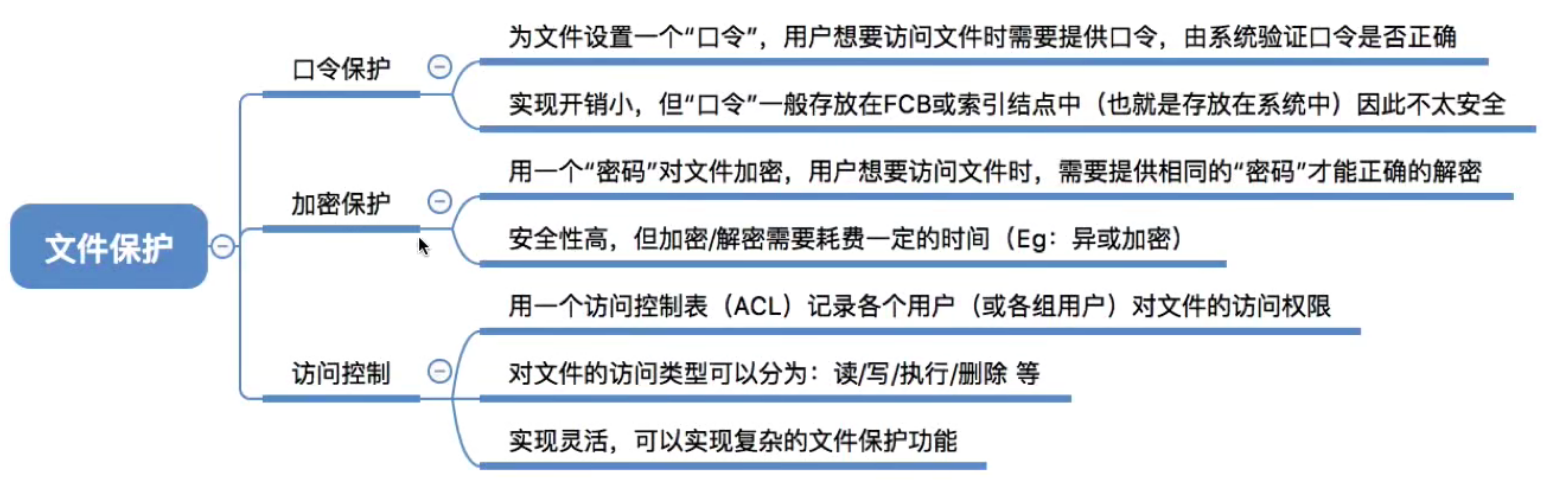 文件保护
口令保护
为文件设置一个“口令”，用户想要访问文件时需要提供口令，由系统验证口令是否正确
实现开销小，但“口令”一般存放在FCB或索引结点中（也就是存放在系统中）因此不太安全
加密保护
用一个“密码”对文件加密，用户想要访问文件时，需要提供相同的“密码”才能正确的解密
安全性高，但加密/解密需要耗费一定的时间（Eg：异或加密）
访问控制
用一个访问控制表（ACL）记录各个用户（或各组用户）对文件的访问权限
对文件的访问类型可以分为：读/写/执行/删除 等
实现灵活，可以实现复杂的文件保护功能